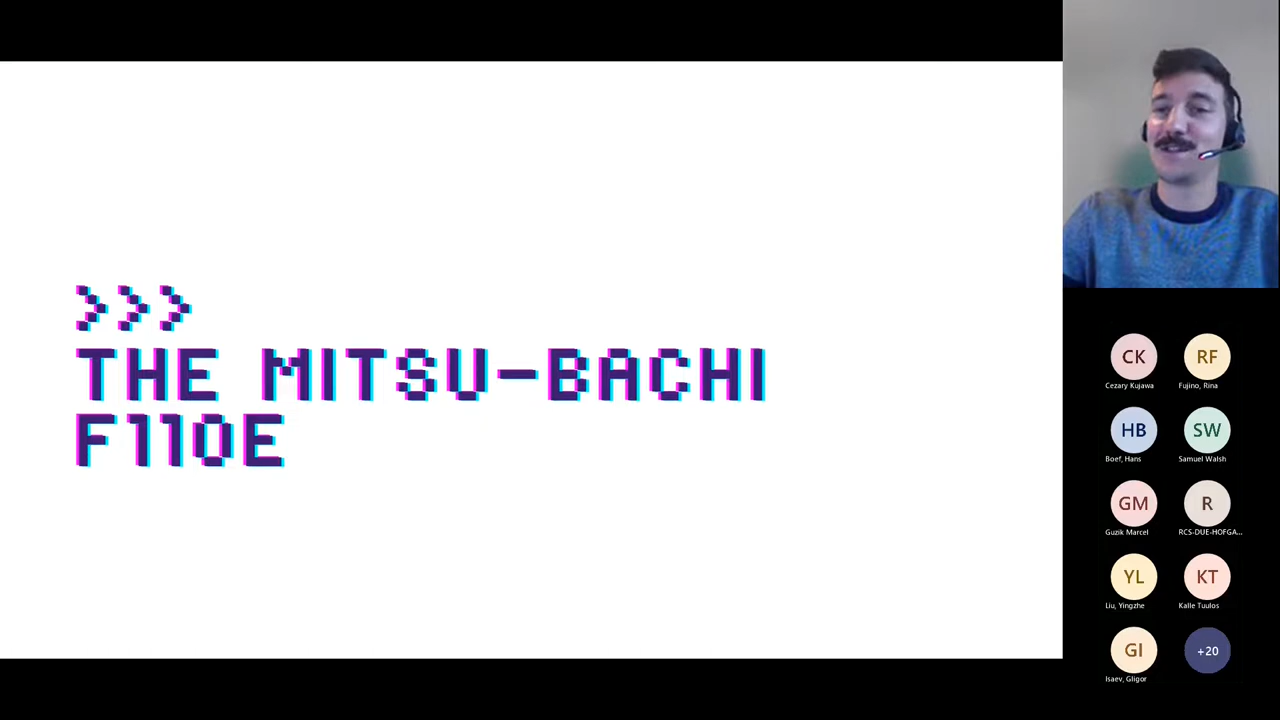 >>>
THE MITSU-BACHI
F110E
CK
RF
Cezary Kujawa
Fujino, Rina
HB
SW
Boef, Hans
Samuel Walsh
GM
R
Guzik Marcel
RCS-DUE-HOFGA...
YL
KT
Liu, Yingzhe
Kalle Tuulos
GI
+20
Isaev, Gligor